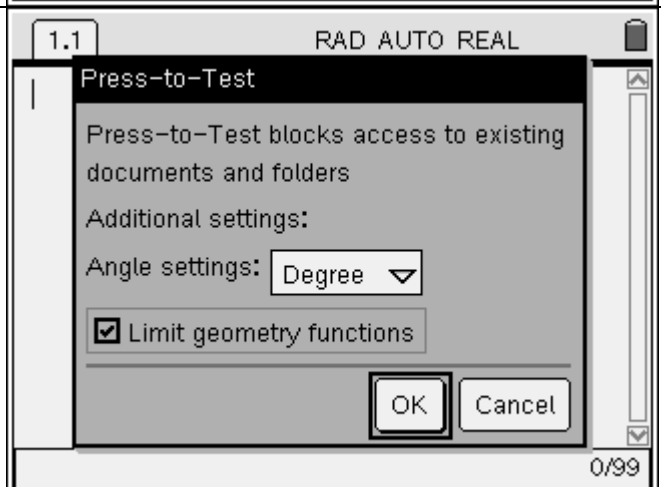 1.1 RAD AUTO REAL
Press-to-Test
Press-to-Test blocks access to existing
documents and folders
Additional settings:
Angle settings: Degree
Limit geometry functions
OK Cancel
0/99